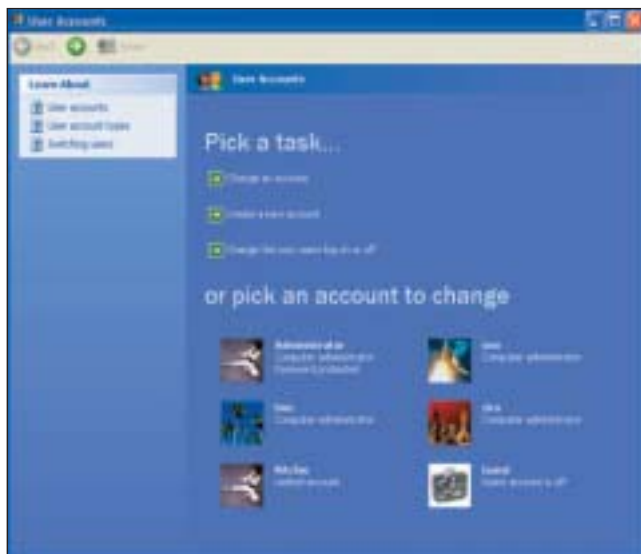 User Accounts
Back
Home
Learn About
User accounts
User account types
Switching users
User Accounts
Pick a task...
Change an account
Create a new account
Change the way users log on or off
or pick an account to change
Administrator
Computer administrator
Password protected
Computer administrator
Computer administrator
Computer administrator
Limited account
Guest
Guest account is off